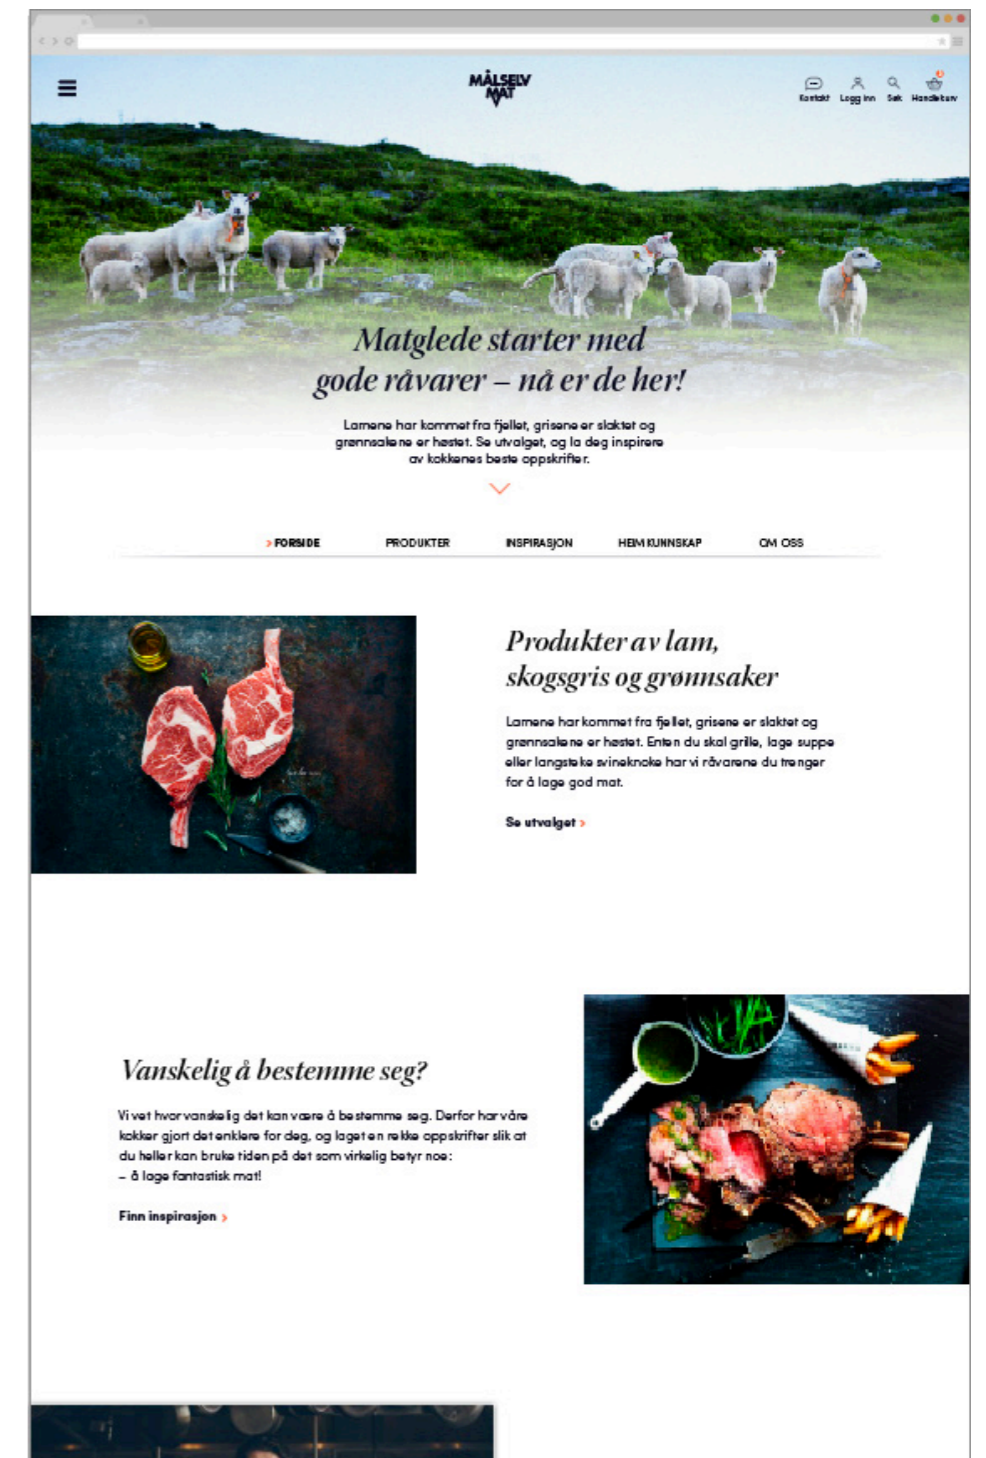 MÅLSELV
MAT
Kontakt Logg inn Søk Handlekurv
Matglede starter med
gode råvarer – nå er de her!
Lamene har kommet fra fjellet, grisene er slaktet og
grønnsakene er høstet. Se utvalget, og la deg inspirere
av kokkenes beste oppskrifter.
> FORSIDE PRODUKTER INSPIRASJON HEIMKUNNSKAP OM OSS
Produkter av lam,
skogsgris og grønnsaker
Lamene har kommet fra fjellet, grisene er slaktet og
grønnsakene er høstet. Enten du skal grille, lage suppe
eller langsteke svineknoke har vi råvarene du trenger
for å lage god mat.
Se utvalget >
Vanskelig å bestemme seg?
Vi vet hvor vanskelig det kan være å bestemme seg. Derfor har våre
kokker gjort det enklere for deg, og laget en rekke oppskrifter slik at
du heller kan bruke tiden på det som virkelig betyr noe:
– å lage fantastisk mat!
Finn inspirasjon >